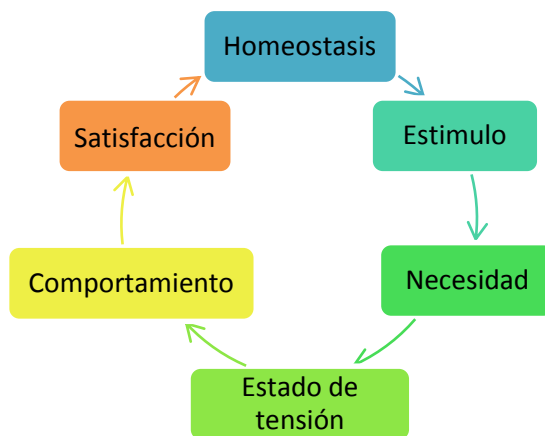 Homeostasis
Estimulo
Necesidad
Estado de
tensión
Comportamiento
Satisfacción